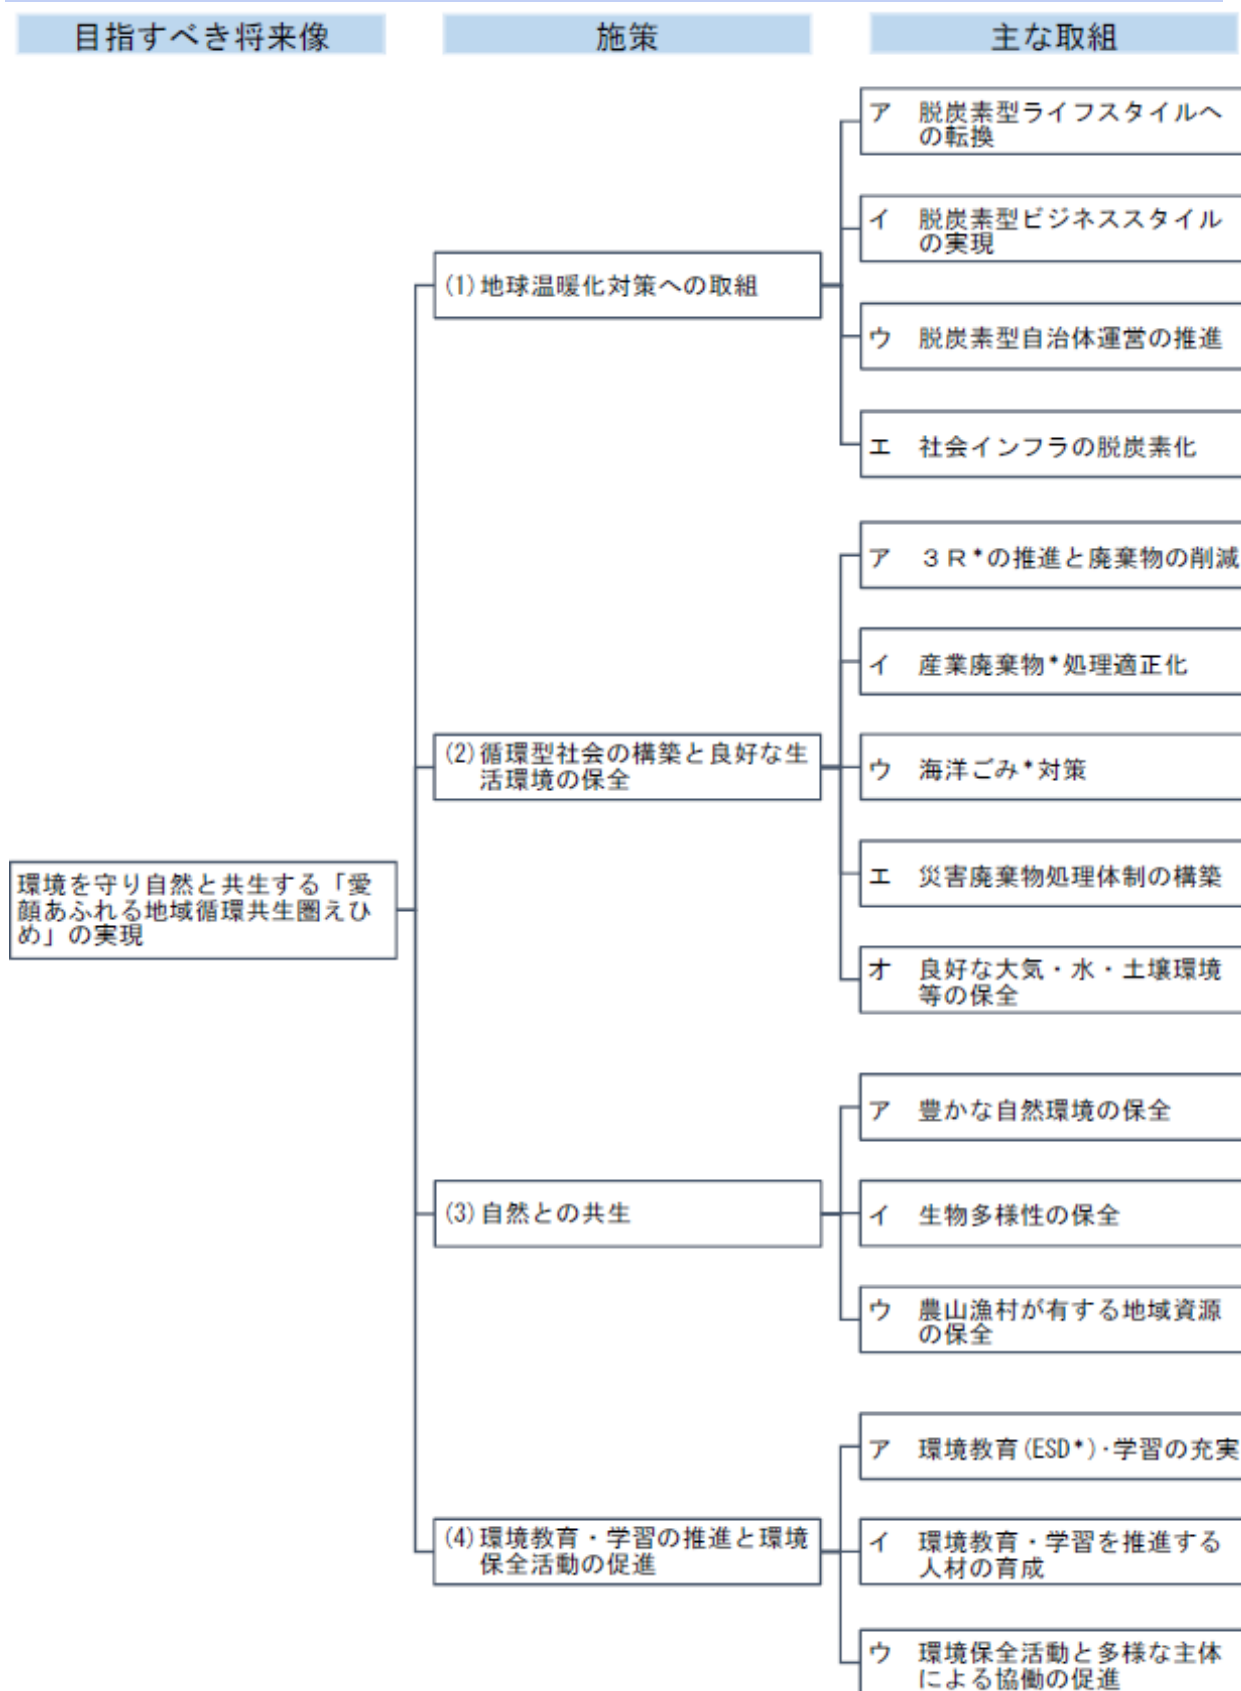 目指すべき将来像
施策
主な取組
環境を守り自然と共生する「愛
顔あふれる地域循環共生圏えひ
め」の実現
(1)地球温暖化対策への取組
ア 脱炭素型ライフスタイルへ
の転換
イ 脱炭素型ビジネススタイル
の実現
ウ 脱炭素型自治体運営の推進
エ 社会インフラの脱炭素化
(2)循環型社会の構築と良好な生
活環境の保全
ア ３Ｒ*の推進と廃棄物の削減
イ 産業廃棄物*処理適正化
ウ 海洋ごみ*対策
エ 災害廃棄物処理体制の構築
オ 良好な大気・水・土壌環境
等の保全
(3)自然との共生
ア 豊かな自然環境の保全
イ 生物多様性の保全
ウ 農山漁村が有する地域資源
の保全
(4)環境教育・学習の推進と環境
保全活動の促進
ア 環境教育(ESD*)・学習の充実
イ 環境教育・学習を推進する
人材の育成
ウ 環境保全活動と多様な主体
による協働の促進